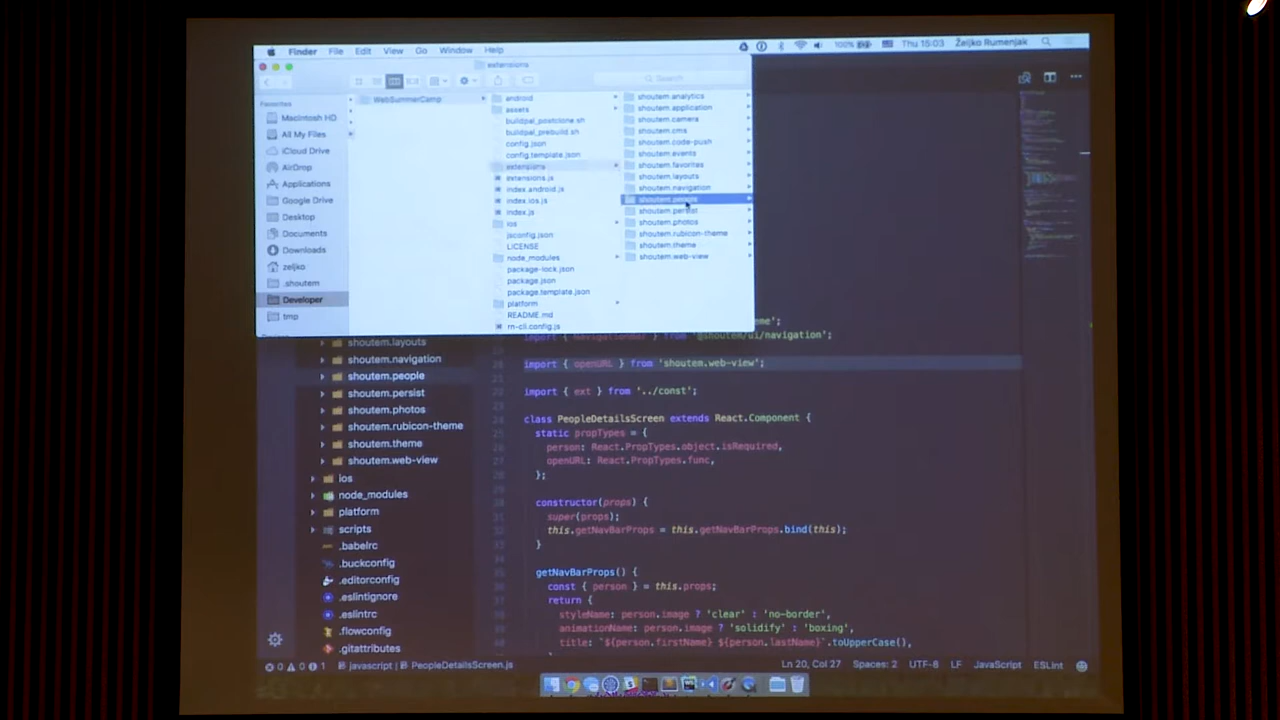 Finder File Edit View Go Window Help 100% Thu 15:03 Željko Rumenjak
extensions
Search
Favorites
Macintosh HD
All My Files
iCloud Drive
AirDrop
Applications
Google Drive
Desktop
Documents
Downloads
zeljko
.shoutem
Developer
tmp
WebSummerCamp
android
assets
buildpal_postclone.sh
buildpal_prebuild.sh
config.json
config.template.json
extensions
extensions.js
index.android.js
index.ios.js
index.js
ios
jsconfig.json
LICENSE
node_modules
package-lock.json
package.json
package.template.json
platform
README.md
rn-cli.config.js
shoutem.analytics
shoutem.application
shoutem.camera
shoutem.cms
shoutem.code-push
shoutem.events
shoutem.favorites
shoutem.layouts
shoutem.navigation
shoutem.people
shoutem.persist
shoutem.photos
shoutem.rubicon-theme
shoutem.theme
shoutem.web-view
shoutem.layouts
shoutem.navigation
shoutem.people
shoutem.persist
shoutem.photos
shoutem.rubicon-theme
shoutem.theme
shoutem.web-view
ios
node_modules
platform
scripts
.babelrc
.buckconfig
.editorconfig
.eslintignore
.eslintrc
.flowconfig
.gitattributes
import { NavigationBar } from '@shoutem/ui/navigation';
import { openURL } from 'shoutem.web-view';
import { ext } from '../const';
class PeopleDetailsScreen extends React.Component {
static propTypes = {
person: React.PropTypes.object.isRequired,
openURL: React.PropTypes.func,
};
constructor(props) {
super(props);
this.getNavBarProps = this.getNavBarProps.bind(this);
}
getNavBarProps() {
const { person } = this.props;
return {
styleName: person.image ? 'clear' : 'no-border',
animationName: person.image ? 'solidify' : 'boxing',
title: `${person.firstName} ${person.lastName}`.toUpperCase(),
0 0 1 javascript PeopleDetailsScreen.js Ln 20, Col 27 Spaces: 2 UTF-8 LF JavaScript ESLint